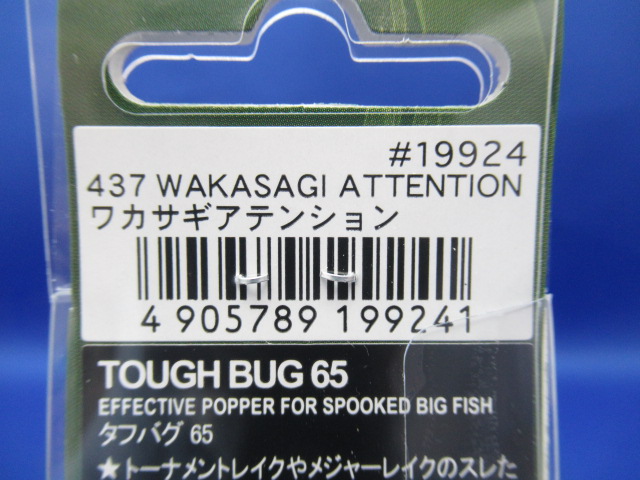 #19924
437 WAKASAGI ATTENTION
ワカサギアテンション
4 905789 199241
TOUGH BUG 65
EFFECTIVE POPPER FOR SPOOKED BIG FISH
タフバグ 65
★トーナメントレイクやメジャーレイクのスレた